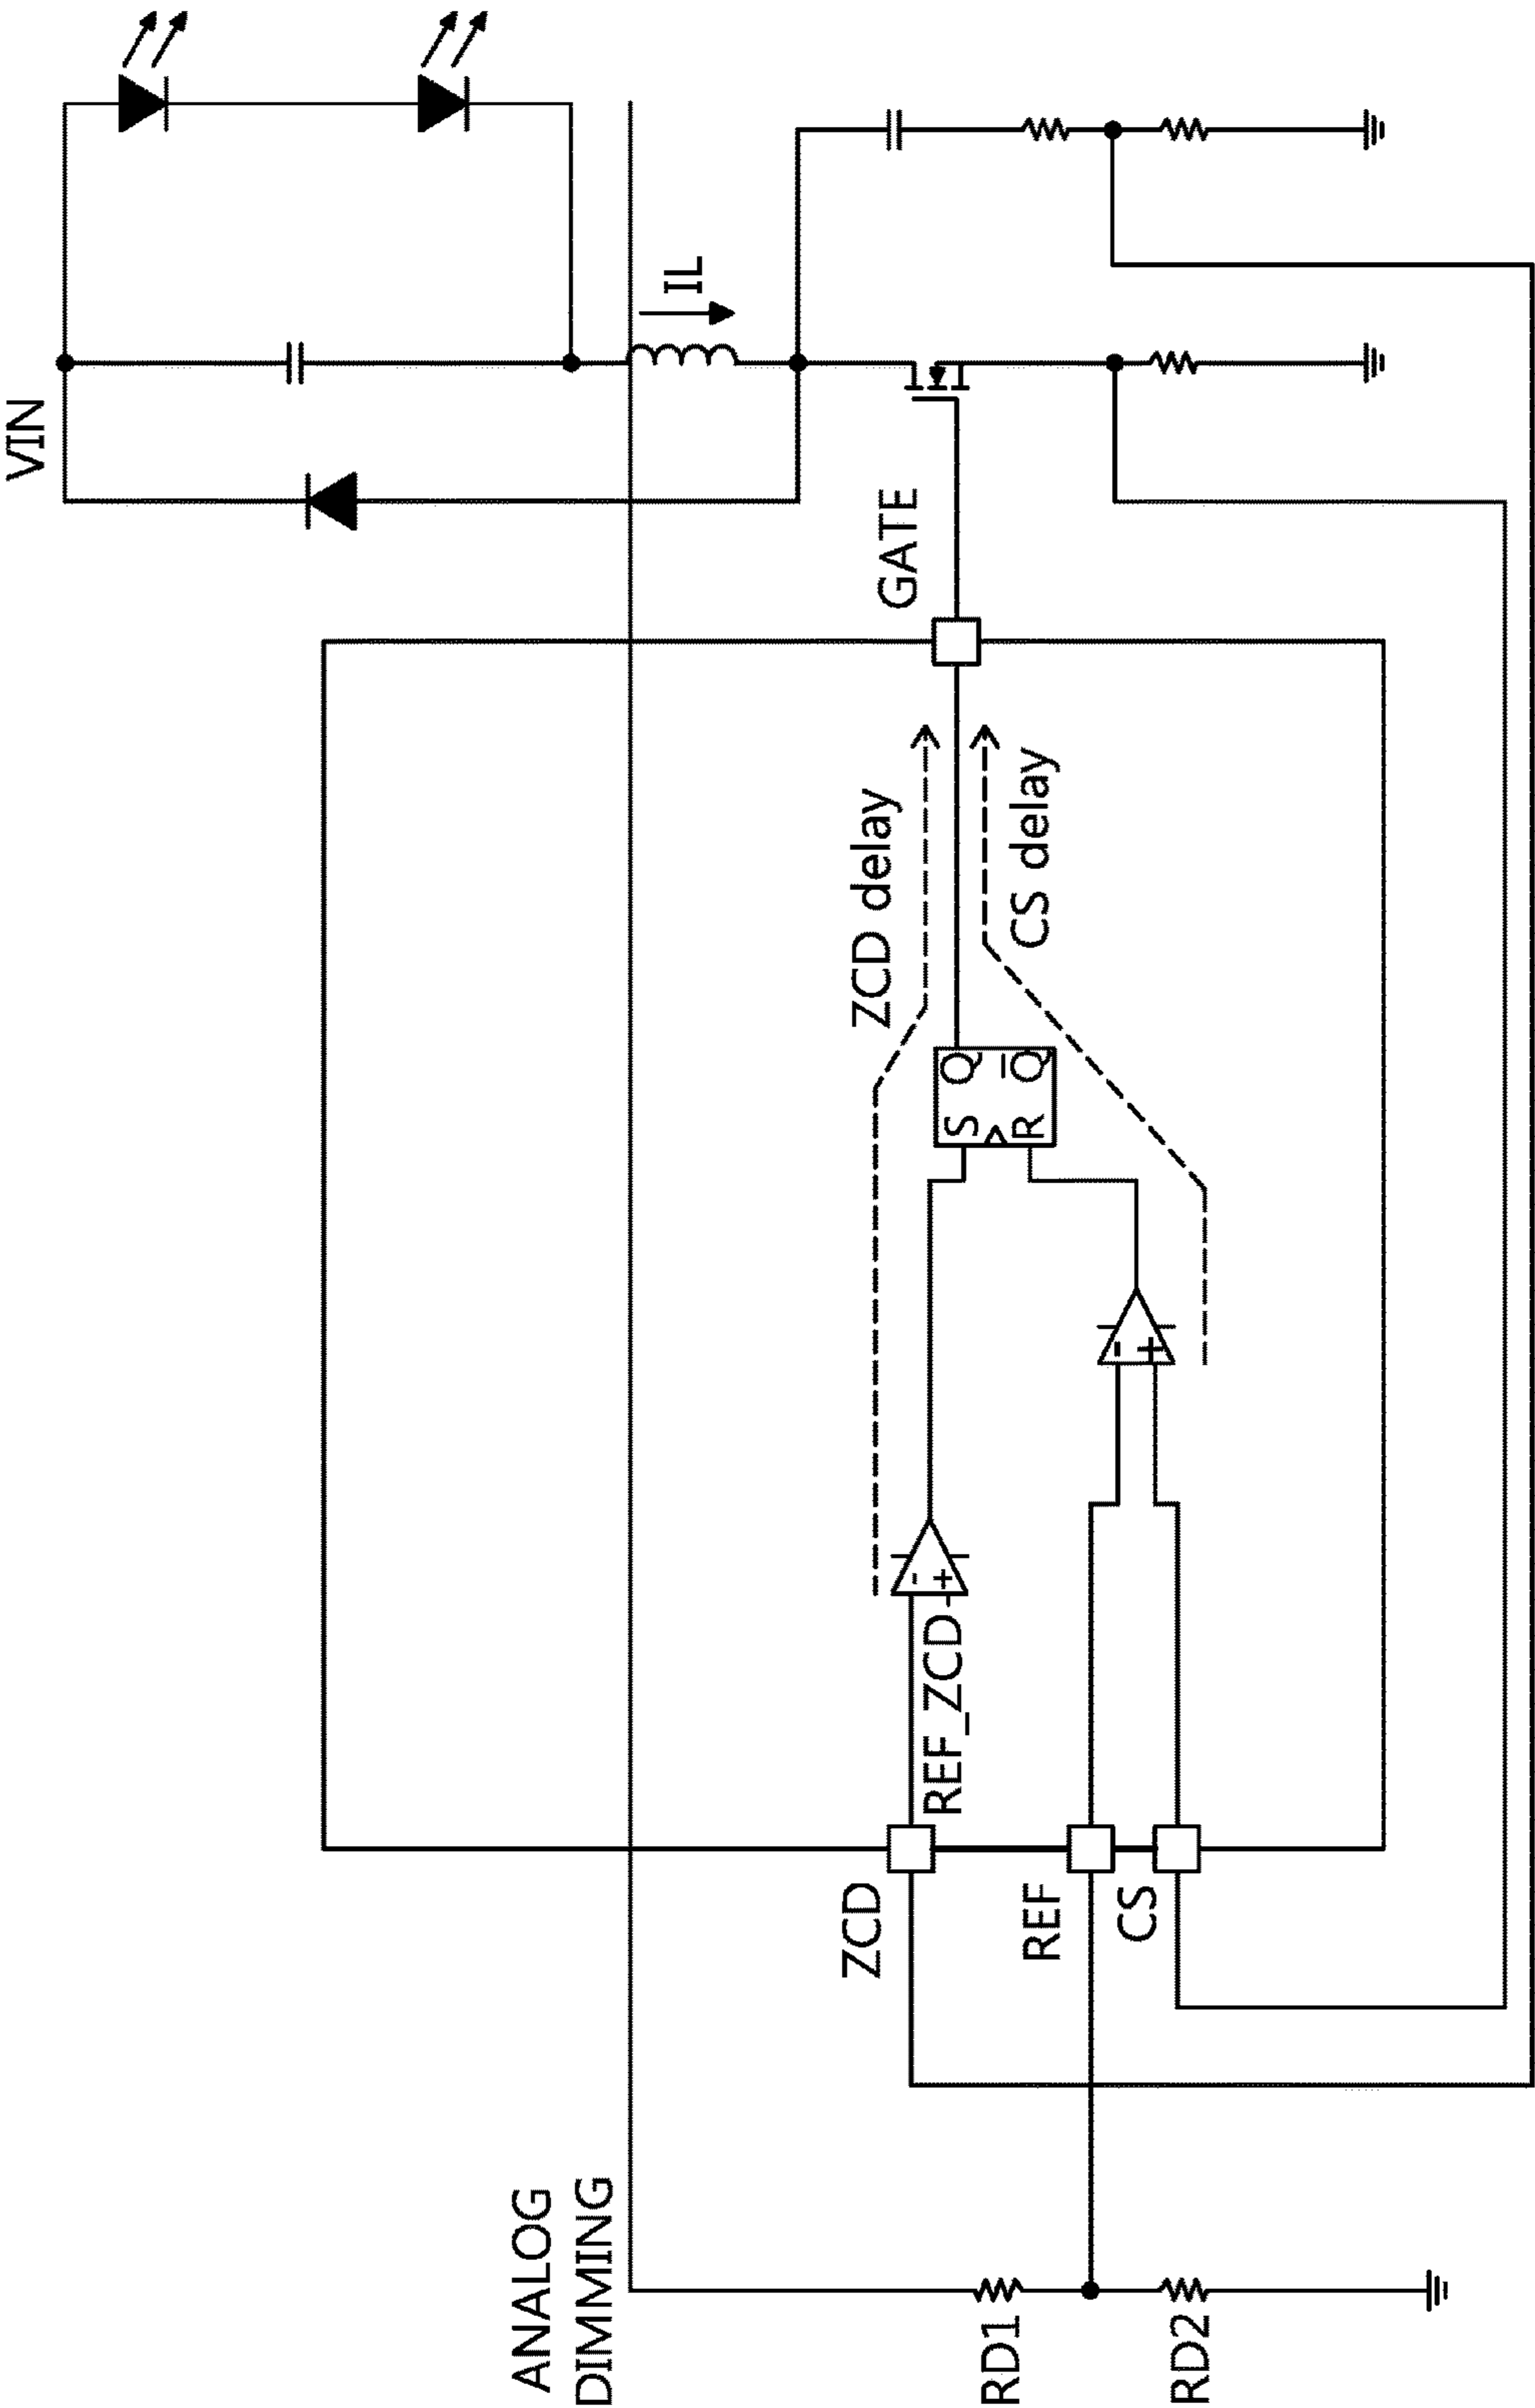 ANALOG
DIMMING
RD1
RD2
ZCD
REF
CS
REF_ZCD
-
+
-
+
S
R
Q
Q̅
ZCD delay
CS delay
GATE
VIN
IL